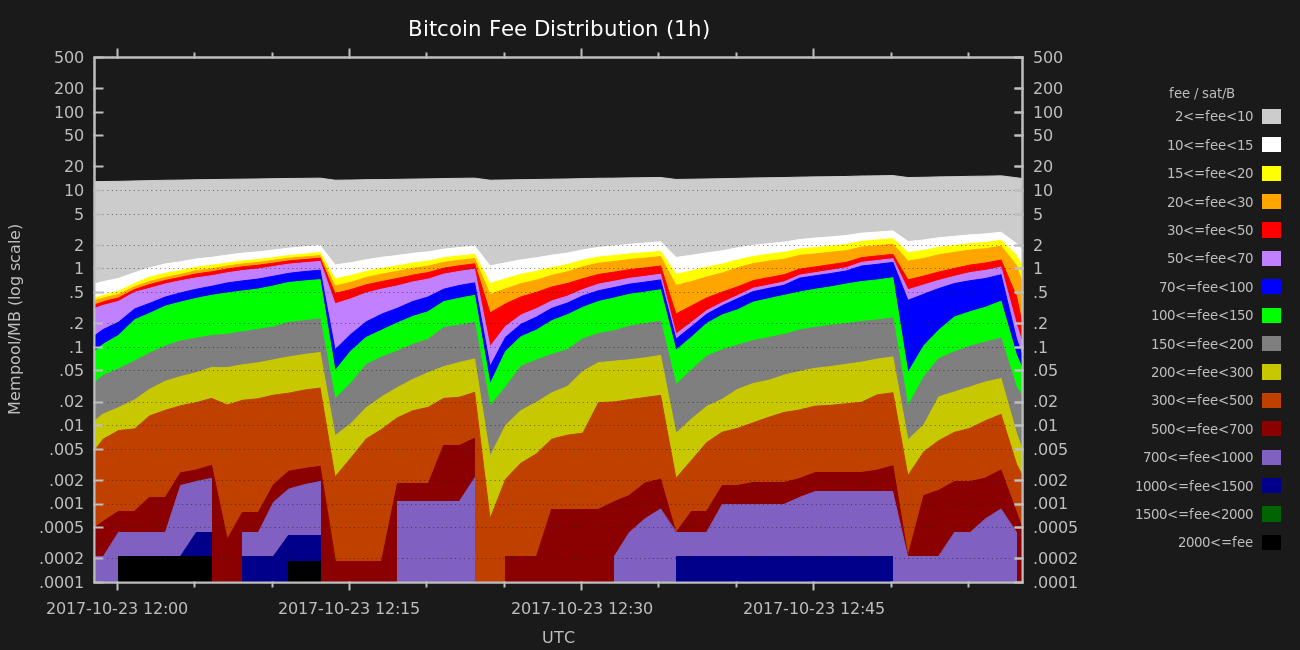 Bitcoin Fee Distribution (1h)
500 500
200 200
100 100
50 50
20 20
10 10
5 5
2 2
1 1
.5 .5
.2 .2
.1 .1
.05 .05
.02 .02
.01 .01
.005 .005
.002 .002
.001 .001
.0005 .0005
.0002 .0002
.0001 .0001
Mempool/MB (log scale)
2017-10-23 12:00 2017-10-23 12:15 2017-10-23 12:30 2017-10-23 12:45
UTC
fee / sat/B
2<=fee<10
10<=fee<15
15<=fee<20
20<=fee<30
30<=fee<50
50<=fee<70
70<=fee<100
100<=fee<150
150<=fee<200
200<=fee<300
300<=fee<500
500<=fee<700
700<=fee<1000
1000<=fee<1500
1500<=fee<2000
2000<=fee